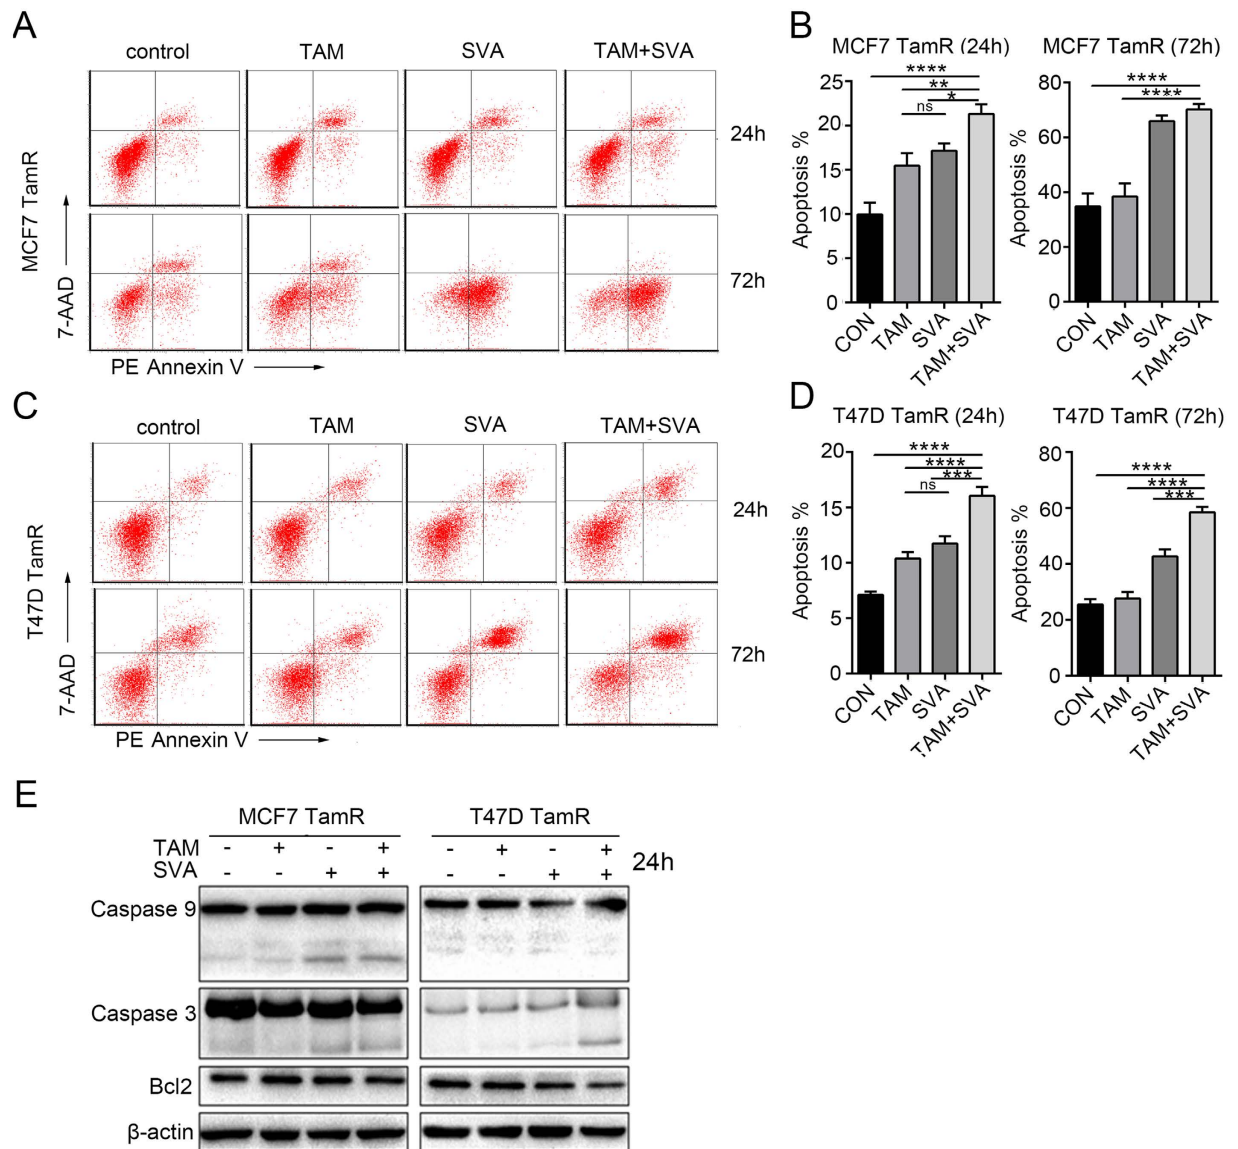 A
control TAM SVA TAM+SVA
24h
72h
MCF7 TamR
7-AAD
PE Annexin V
B
MCF7 TamR (24h)
Apoptosis %
25
20
15
10
5
0
****
**
*
ns
CON TAM SVA TAM+SVA
MCF7 TamR (72h)
Apoptosis %
80
60
40
20
0
****
****
CON TAM SVA TAM+SVA
C
control TAM SVA TAM+SVA
24h
72h
T47D TamR
7-AAD
PE Annexin V
D
T47D TamR (24h)
Apoptosis %
20
15
10
5
0
****
****
***
ns
CON TAM SVA TAM+SVA
T47D TamR (72h)
Apoptosis %
80
60
40
20
0
****
****
***
CON TAM SVA TAM+SVA
E
MCF7 TamR T47D TamR
TAM - + - + - + - +
SVA - - + + - - + +
24h
Caspase 9
Caspase 3
Bcl2
β-actin